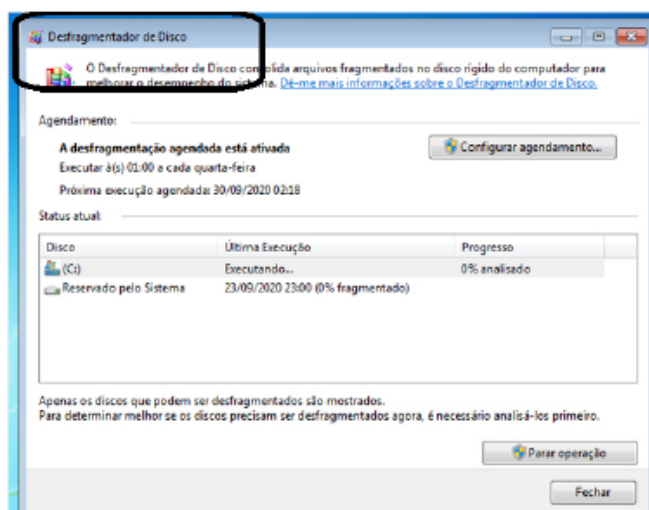 Desfragmentador de Disco
O Desfragmentador de Disco consolida arquivos fragmentados no disco rígido do computador para
melhorar o desempenho do sistema. Dê-me mais informações sobre o Desfragmentador de Disco.
Agendamento:
A desfragmentação agendada está ativada
Configurar agendamento...
Executar à(s) 01:00 a cada quarta-feira
Próxima execução agendada: 30/09/2020 02:18
Status atual:
Disco Última Execução Progresso
(C:) Executando... 0% analisado
Reservado pelo Sistema 23/09/2020 23:00 (0% fragmentado)
Apenas os discos que podem ser desfragmentados são mostrados.
Para determinar melhor se os discos precisam ser desfragmentados agora, é necessário analisá-los primeiro.
Parar operação
Fechar